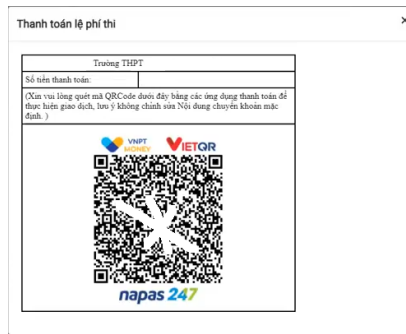 Thanh toán lệ phí thi
×
Trường THPT
Số tiền thanh toán:
(Xin vui lòng quét mã QRCode dưới đây bằng các ứng dụng thanh toán để
thực hiện giao dịch, lưu ý không chỉnh sửa Nội dung chuyển khoản mặc
định. )
VNPT
MONEY
VIETQR
napas 247